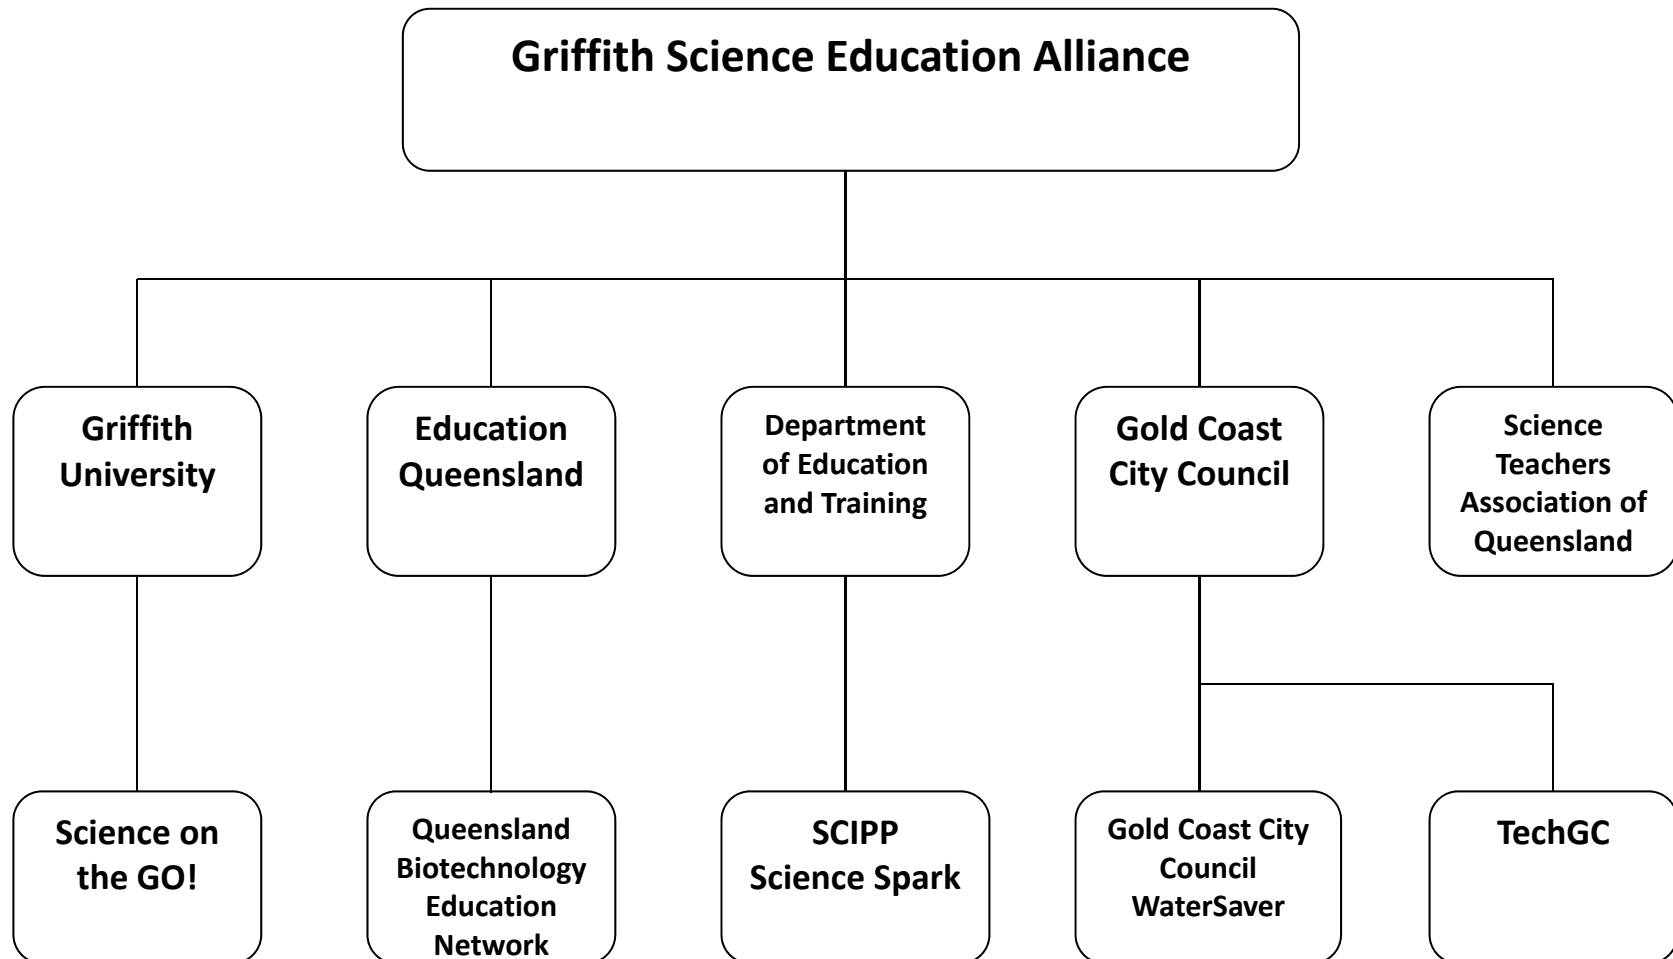 Griffith Science Education Alliance
Griffith
University
Education
Queensland
Department
of Education
and Training
Gold Coast
City Council
Science
Teachers
Association of
Queensland
Science on
the GO!
Queensland
Biotechnology
Education
Network
SCIPP
Science Spark
Gold Coast City
Council
WaterSaver
TechGC